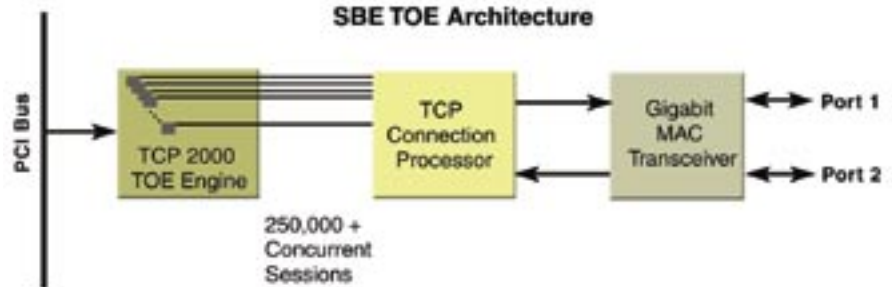 SBE TOE Architecture
PCI Bus
TCP 2000
TOE Engine
250,000 +
Concurrent
Sessions
TCP
Connection
Processor
Gigabit
MAC
Transceiver
Port 1
Port 2